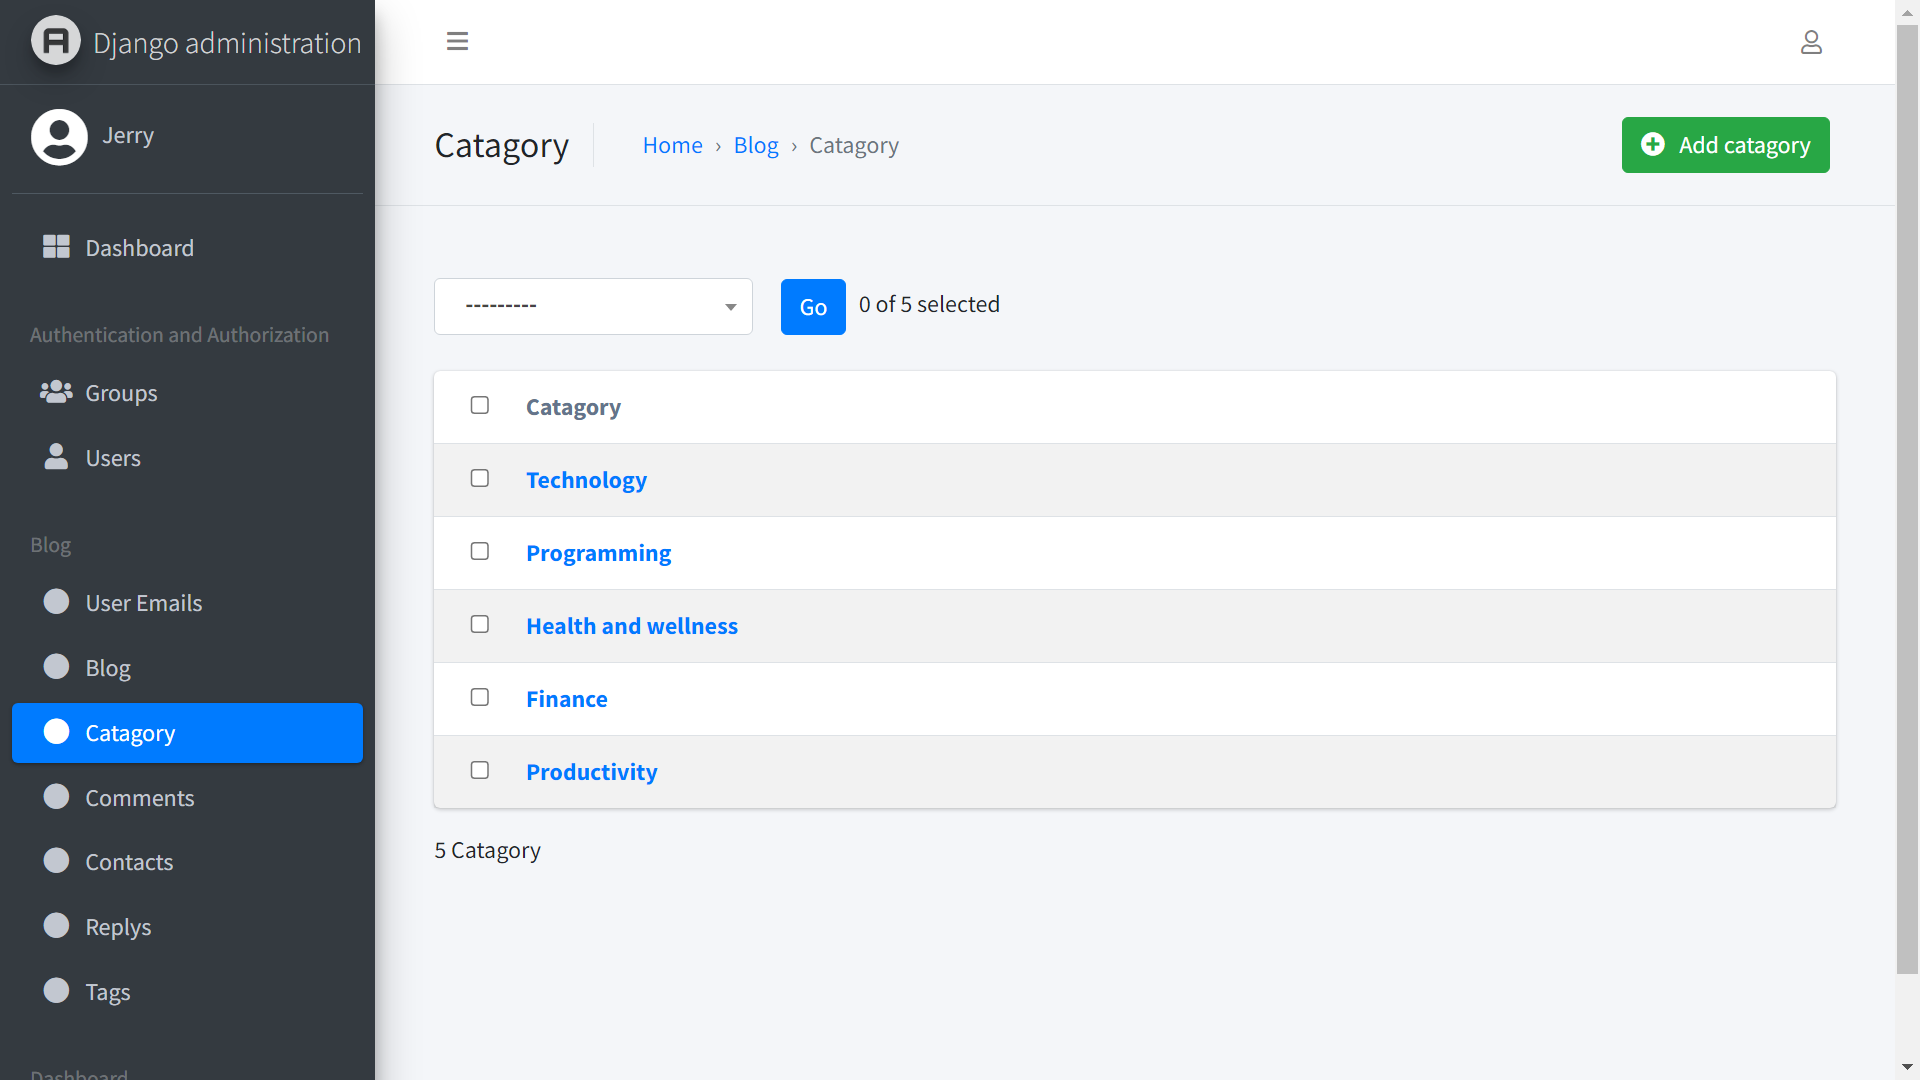 Django administration
Jerry
Dashboard
Authentication and Authorization
Groups
Users
Blog
User Emails
Blog
Catagory
Comments
Contacts
Replys
Tags
Dashboard
Catagory
Home › Blog › Catagory
Add catagory
---------
Go
0 of 5 selected
Catagory
Technology
Programming
Health and wellness
Finance
Productivity
5 Catagory